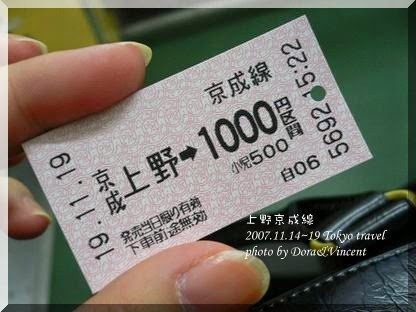 京成線
京成上野➡1000円区間
小児500
発売当日限り有効
下車前途無効
自06
19.11.19
5692 15:22
上野京成線
2007.11.14~19 Tokyo travel
photo by Dora&Vincent